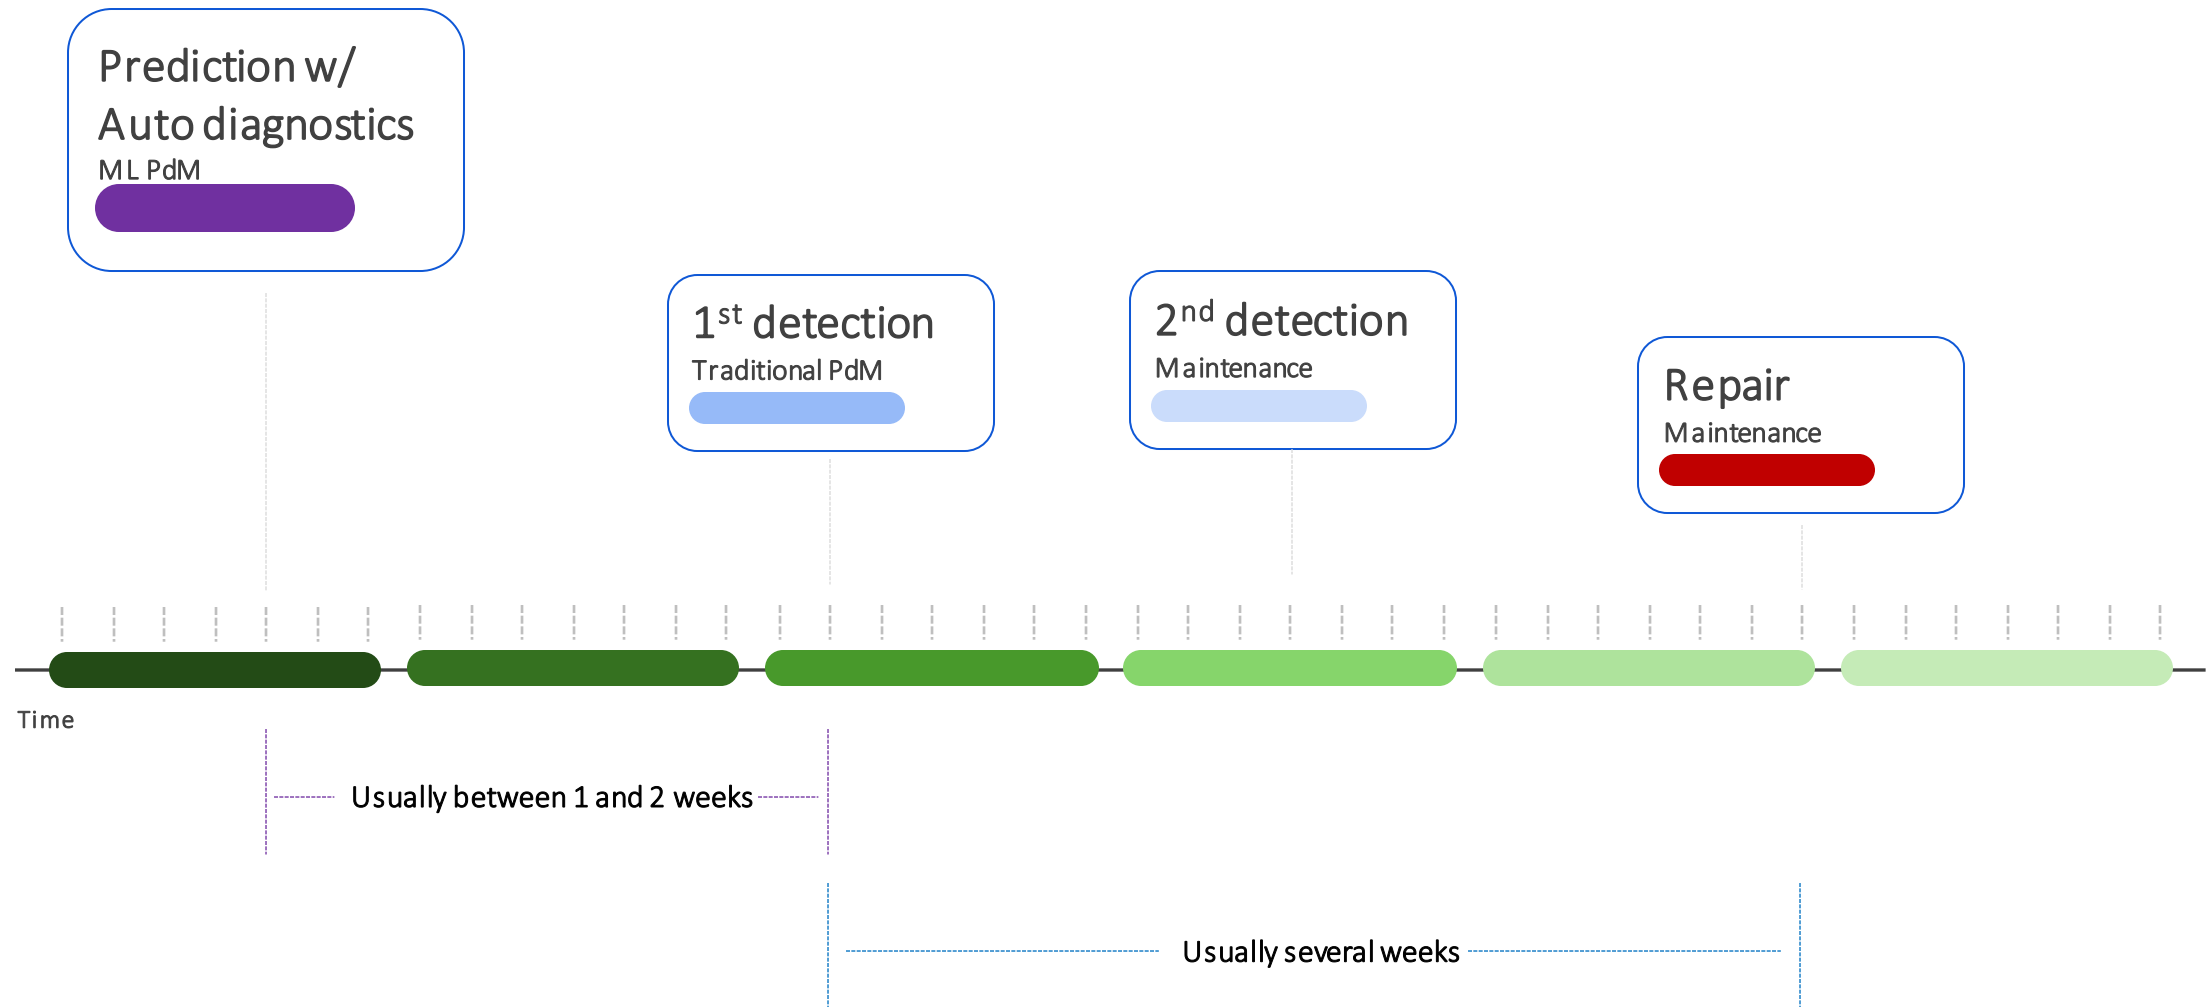 Prediction w/
Auto diagnostics
ML PdM
1st detection
Traditional PdM
2nd detection
Maintenance
Repair
Maintenance
Time
Usually between 1 and 2 weeks
Usually several weeks